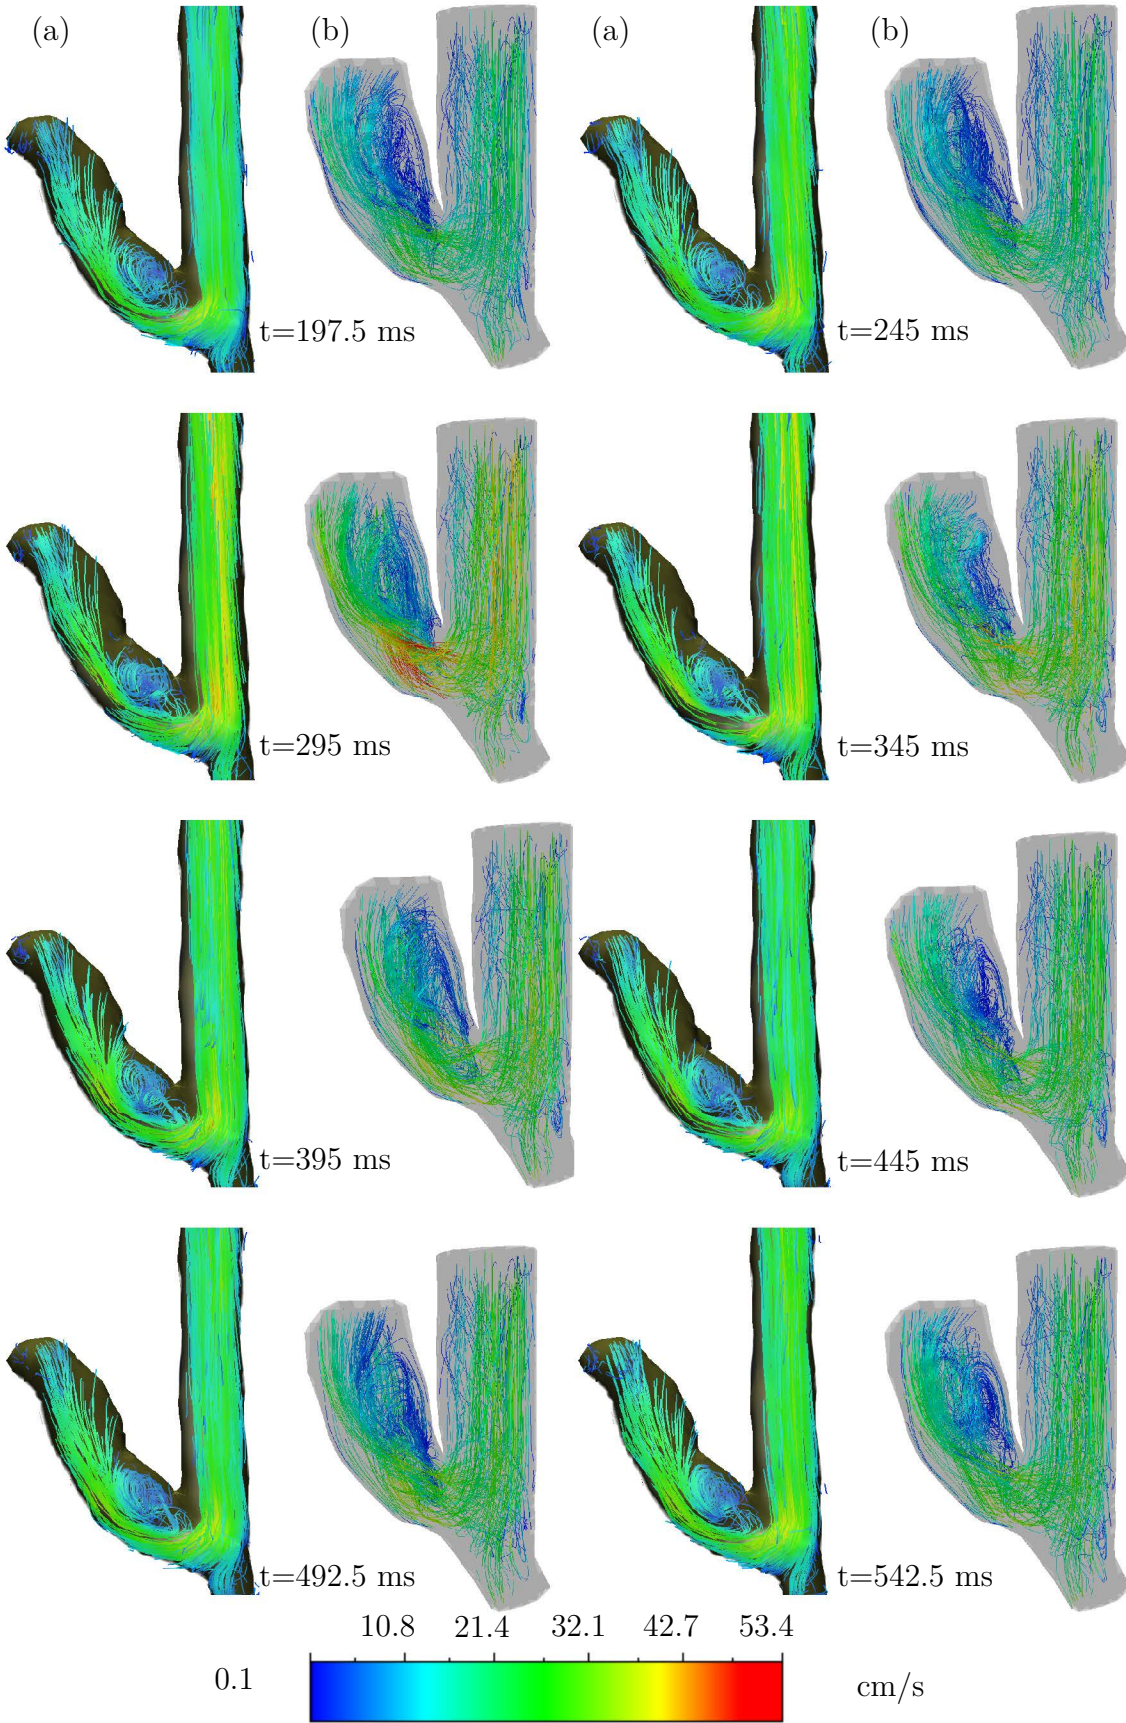 (a) (b) (a) (b)
t=197.5 ms t=245 ms
t=295 ms t=345 ms
t=395 ms t=445 ms
t=492.5 ms t=542.5 ms
10.8 21.4 32.1 42.7 53.4
0.1 cm/s